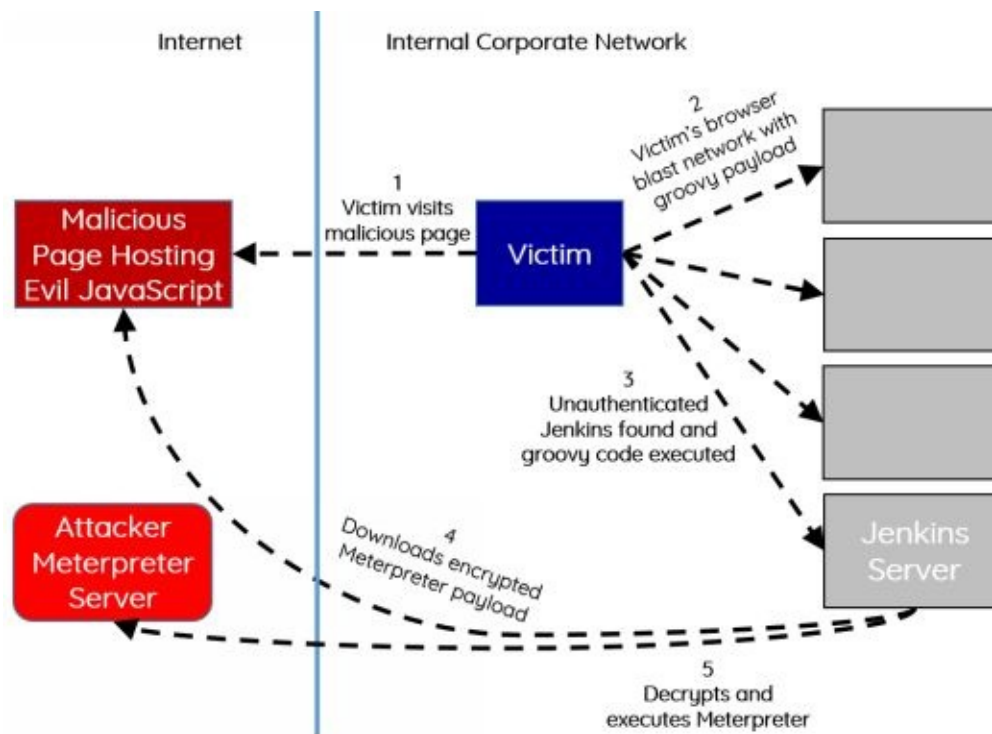 Internet
Internal Corporate Network
2
Victim's browser
blast network with
groovy payload
1
Victim visits
malicious page
Malicious
Page Hosting
Evil JavaScript
Victim
3
Unauthenticated
Jenkins found and
groovy code executed
Attacker
Meterpreter
Server
4
Downloads encrypted
Meterpreter payload
Jenkins
Server
5
Decrypts and
executes Meterpreter